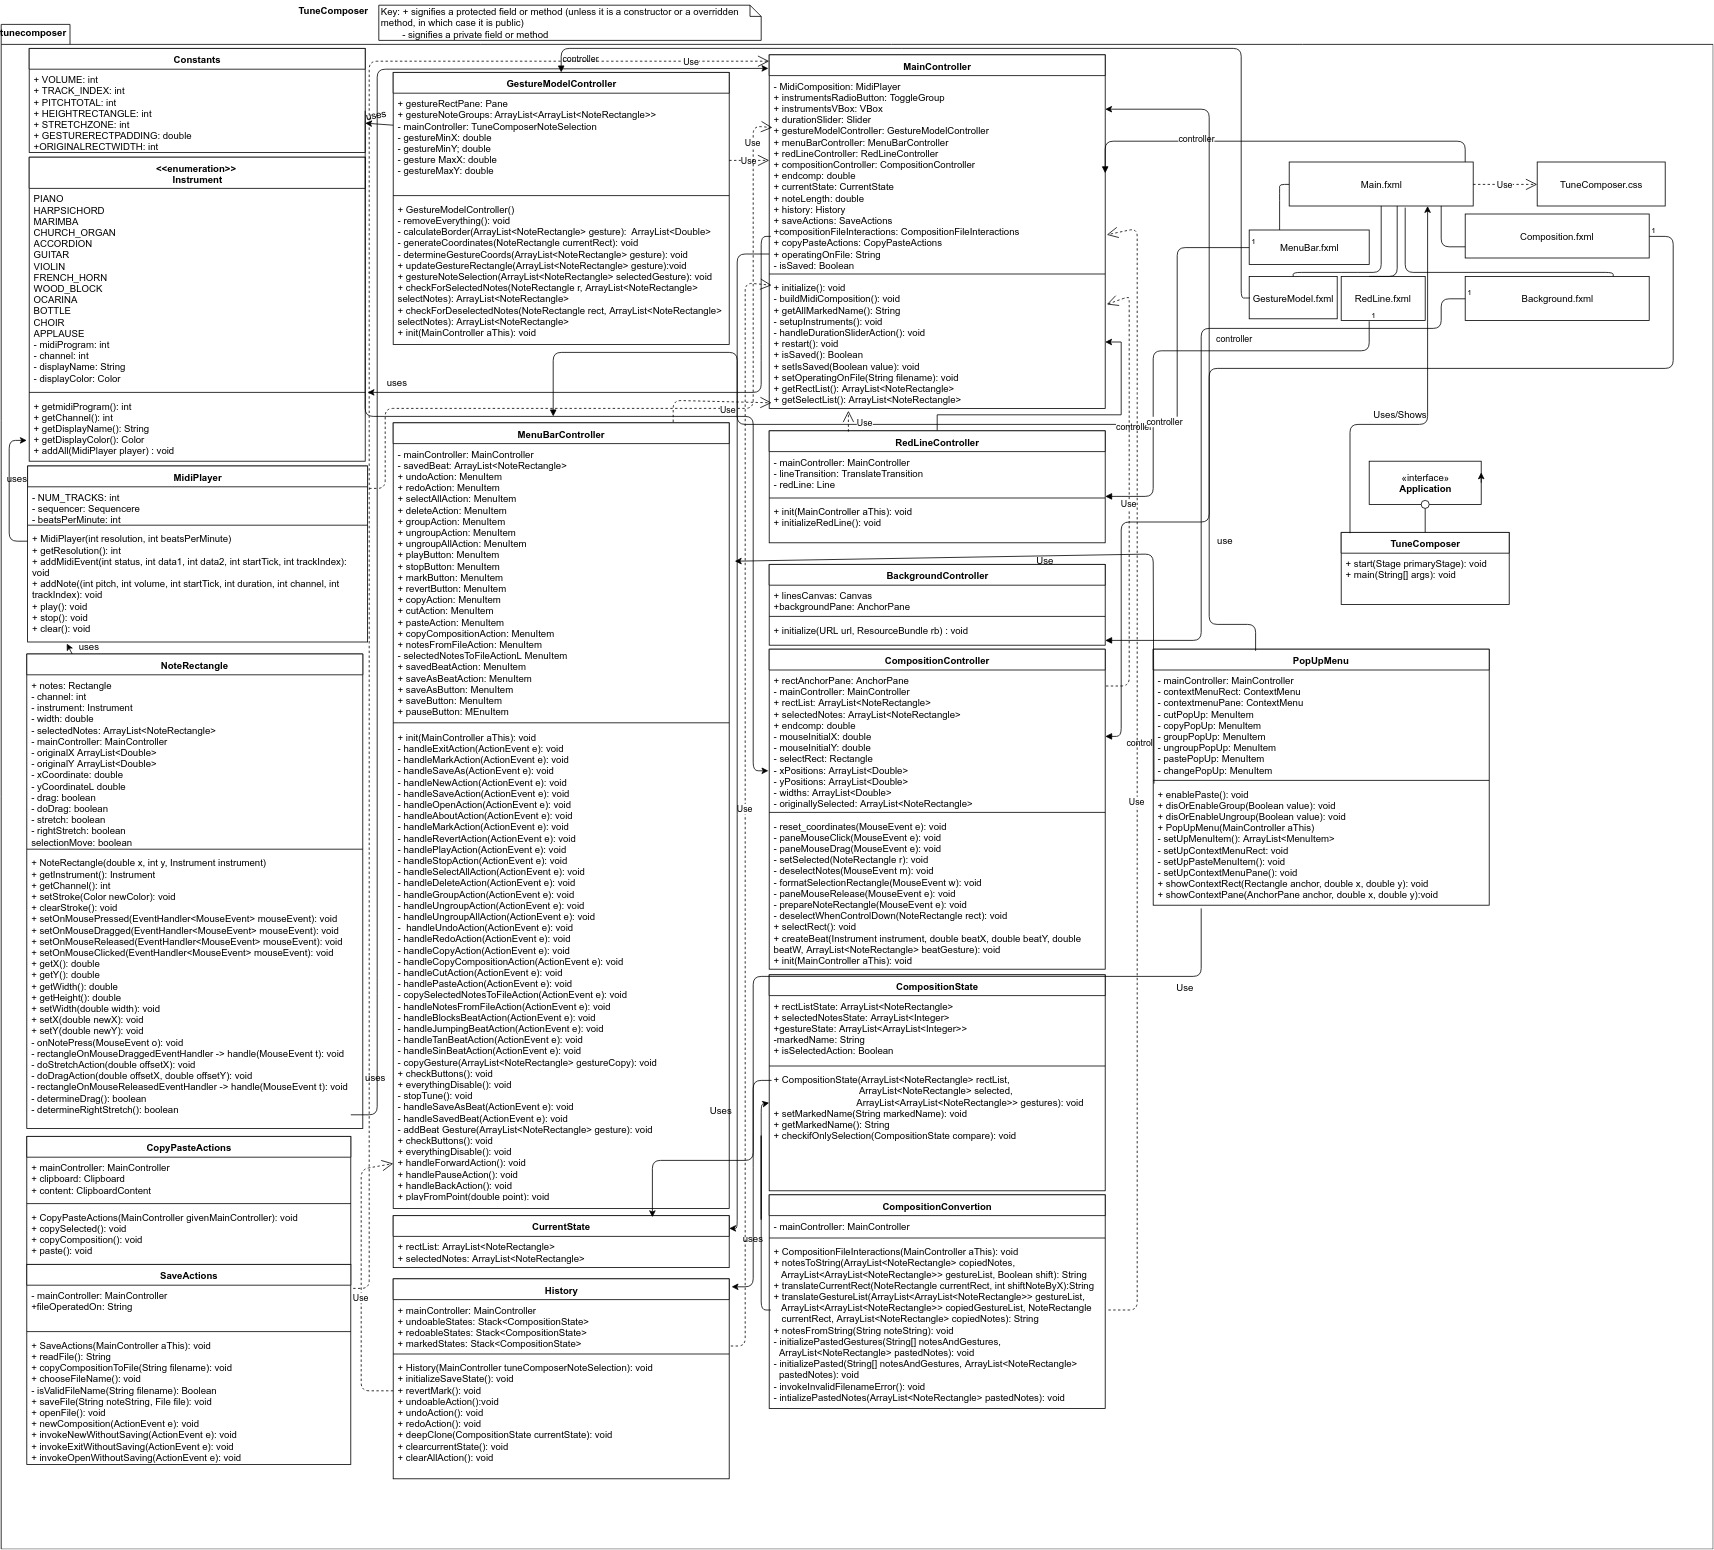 TuneComposer
Key: + signifies a protected field or method (unless it is a constructor or a overridden
method, in which case it is public)
- signifies a private field or method
tunecomposer
Constants
+ VOLUME: int
+ TRACK_INDEX: int
+ PITCHTOTAL: int
+ HEIGHTRECTANGLE: int
+ STRETCHZONE: int
+ GESTURERECTPADDING: double
+ORIGINALRECTWIDTH: int
<<enumeration>>
Instrument
PIANO
HARPSICHORD
MARIMBA
CHURCH_ORGAN
ACCORDION
GUITAR
VIOLIN
FRENCH_HORN
WOOD_BLOCK
OCARINA
BOTTLE
CHOIR
APPLAUSE
- midiProgram: int
- channel: int
- displayName: String
- displayColor: Color
+ getmidiProgram(): int
+ getChannel(): int
+ getDisplayName(): String
+ getDisplayColor(): Color
+ addAll(MidiPlayer player) : void
uses
MidiPlayer
- NUM_TRACKS: int
- sequencer: Sequencere
- beatsPerMinute: int
+ MidiPlayer(int resolution, int beatsPerMinute)
+ getResolution(): int
+ addMidiEvent(int status, int data1, int data2, int startTick, int trackIndex):
void
+ addNote((int pitch, int volume, int startTick, int duration, int channel, int
trackIndex): void
+ play(): void
+ stop(): void
+ clear(): void
uses
NoteRectangle
+ notes: Rectangle
- channel: int
- instrument: Instrument
- width: double
- selectedNotes: ArrayList<NoteRectangle>
- mainController: MainController
- originalX ArrayList<Double>
- originalY ArrayList<Double>
- xCoordinate: double
- yCoordinateL double
- drag: boolean
- doDrag: boolean
- stretch: boolean
- rightStretch: boolean
selectionMove: boolean
+ NoteRectangle(double x, int y, Instrument instrument)
+ getInstrument(): Instrument
+ getChannel(): int
+ setStroke(Color newColor): void
+ clearStroke(): void
+ setOnMousePressed(EventHandler<MouseEvent> mouseEvent): void
+ setOnMouseDragged(EventHandler<MouseEvent> mouseEvent): void
+ setOnMouseReleased(EventHandler<MouseEvent> mouseEvent): void
+ setOnMouseClicked(EventHandler<MouseEvent> mouseEvent): void
+ getX(): double
+ getY(): double
+ getWidth(): double
+ getHeight(): double
+ setWidth(double width): void
+ setX(double newX): void
+ setY(double newY): void
- onNotePress(MouseEvent o): void
- rectangleOnMouseDraggedEventHandler -> handle(MouseEvent t): void
- doStretchAction(double offsetX): void
- doDragAction(double offsetX, double offsetY): void
- rectangleOnMouseReleasedEventHandler -> handle(MouseEvent t): void
- determineDrag(): boolean
- determineRightStretch(): boolean
uses
CopyPasteActions
+ mainController: MainController
+ clipboard: Clipboard
+ content: ClipboardContent
+ CopyPasteActions(MainController givenMainController): void
+ copySelected(): void
+ copyComposition(): void
+ paste(): void
SaveActions
- mainController: MainController
+fileOperatedOn: String
+ SaveActions(MainController aThis): void
+ readFile(): String
+ copyCompositionToFile(String filename): void
+ chooseFileName(): void
- isValidFileName(String filename): Boolean
+ saveFile(String noteString, File file): void
+ openFile(): void
+ newComposition(ActionEvent e): void
+ invokeNewWithoutSaving(ActionEvent e): void
+ invokeExitWithoutSaving(ActionEvent e): void
+ invokeOpenWithoutSaving(ActionEvent e): void
Use
controller
Use
uses
GestureModelController
+ gestureRectPane: Pane
+ gestureNoteGroups: ArrayList<ArrayList<NoteRectangle>>
- mainController: TuneComposerNoteSelection
- gestureMinX: double
- gestureMinY; double
- gesture MaxX: double
- gestureMaxY: double
+ GestureModelController()
- removeEverything(): void
- calculateBorder(ArrayList<NoteRectangle> gesture):  ArrayList<Double>
- generateCoordinates(NoteRectangle currentRect): void
- determineGestureCoords(ArrayList<NoteRectangle> gesture): void
+ updateGestureRectangle(ArrayList<NoteRectangle> gesture):void
+ gestureNoteSelection(ArrayList<NoteRectangle> selectedGesture): void
+ checkForSelectedNotes(NoteRectangle r, ArrayList<NoteRectangle>
selectNotes): ArrayList<NoteRectangle>
+ checkForDeselectedNotes(NoteRectangle rect, ArrayList<NoteRectangle>
selectNotes): ArrayList<NoteRectangle>
+ init(MainController aThis): void
Use
Use
uses
Use
MenuBarController
- mainController: MainController
- savedBeat: ArrayList<NoteRectangle>
+ undoAction: MenuItem
+ redoAction: MenuItem
+ selectAllAction: MenuItem
+ deleteAction: MenuItem
+ groupAction: MenuItem
+ ungroupAction: MenuItem
+ ungroupAllAction: MenuItem
+ playButton: MenuItem
+ stopButton: MenuItem
+ markButton: MenuItem
+ revertButton: MenuItem
+ copyAction: MenuItem
+ cutAction: MenuItem
+ pasteAction: MenuItem
+ copyCompositionAction: MenuItem
+ notesFromFileAction: MenuItem
- selectedNotesToFileActionL MenuItem
+ savedBeatAction: MenuItem
+ saveAsBeatAction: MenuItem
+ saveAsButton: MenuItem
+ saveButton: MenuItem
+ pauseButton: MEnuItem
+ init(MainController aThis): void
- handleExitAction(ActionEvent e): void
- handleMarkAction(ActionEvent e): void
- handleSaveAs(ActionEvent e): void
- handleNewAction(ActionEvent e): void
- handleSaveAction(ActionEvent e): void
- handleOpenAction(ActionEvent e): void
- handleAboutAction(ActionEvent e): void
- handleMarkAction(ActionEvent e): void
- handleRevertAction(ActionEvent e): void
- handlePlayAction(ActionEvent e): void
- handleStopAction(ActionEvent e): void
- handleSelectAllAction(ActionEvent e): void
- handleDeleteAction(ActionEvent e): void
- handleGroupAction(ActionEvent e): void
- handleUngroupAction(ActionEvent e): void
- handleUngroupAllAction(ActionEvent e): void
-  handleUndoAction(ActionEvent e): void
- handleRedoAction(ActionEvent e): void
- handleCopyAction(ActionEvent e): void
- handleCopyCompositionAction(ActionEvent e): void
- handleCutAction(ActionEvent e): void
- handlePasteAction(ActionEvent e): void
- copySelectedNotesToFileAction(ActionEvent e): void
- handleNotesFromFileAction(ActionEvent e): void
- handleBlocksBeatAction(ActionEvent e): void
- handleJumpingBeatAction(ActionEvent e): void
- handleTanBeatAction(ActionEvent e): void
- handleSinBeatAction(ActionEvent e): void
- copyGesture(ArrayList<NoteRectangle> gestureCopy): void
+ checkButtons(): void
+ everythingDisable(): void
- stopTune(): void
- handleSaveAsBeat(ActionEvent e): void
- handleSavedBeat(ActionEvent e): void
- addBeat Gesture(ArrayList<NoteRectangle> gesture): void
+ checkButtons(): void
+ everythingDisable(): void
+ handleForwardAction(): void
+ handlePauseAction(): void
+ handleBackAction(): void
+ playFromPoint(double point): void
CurrentState
+ rectList: ArrayList<NoteRectangle>
+ selectedNotes: ArrayList<NoteRectangle>
History
+ mainController: MainController
+ undoableStates: Stack<CompositionState>
+ redoableStates: Stack<CompositionState>
+ markedStates: Stack<CompositionState>
+ History(MainController tuneComposerNoteSelection): void
+ initializeSaveState(): void
+ revertMark(): void
+ undoableAction():void
+ undoAction(): void
+ redoAction(): void
+ deepClone(CompositionState currentState): void
+ clearcurrentState(): void
+ clearAllAction(): void
Use
Uses
uses
MainController
- MidiComposition: MidiPlayer
+ instrumentsRadioButton: ToggleGroup
+ instrumentsVBox: VBox
+ durationSlider: Slider
+ gestureModelController: GestureModelController
+ menuBarController: MenuBarController
+ redLineController: RedLineController
+ compositionController: CompositionController
+ endcomp: double
+ currentState: CurrentState
+ noteLength: double
+ history: History
+ saveActions: SaveActions
+compositionFileInteractions: CompositionFileInteractions
+ copyPasteActions: CopyPasteActions
+ operatingOnFile: String
- isSaved: Boolean
+ initialize(): void
- buildMidiComposition(): void
+ getAllMarkedName(): String
- setupInstruments(): void
- handleDurationSliderAction(): void
+ restart(): void
+ isSaved(): Boolean
+ setIsSaved(Boolean value): void
+ setOperatingOnFile(String filename): void
+ getRectList(): ArrayList<NoteRectangle>
+ getSelectList(): ArrayList<NoteRectangle>
Use
controller
controller
RedLineController
- mainController: MainController
- lineTransition: TranslateTransition
- redLine: Line
+ init(MainController aThis): void
+ initializeRedLine(): void
Use
Use
BackgroundController
+ linesCanvas: Canvas
+backgroundPane: AnchorPane
+ initialize(URL url, ResourceBundle rb) : void
CompositionController
+ rectAnchorPane: AnchorPane
- mainController: MainController
+ rectList: ArrayList<NoteRectangle>
+ selectedNotes: ArrayList<NoteRectangle>
+ endcomp: double
- mouseInitialX: double
- mouseInitialY: double
- selectRect: Rectangle
- xPositions: ArrayList<Double>
- yPositions: ArrayList<Double>
- widths: ArrayList<Double>
- originallySelected: ArrayList<NoteRectangle>
- reset_coordinates(MouseEvent e): void
- paneMouseClick(MouseEvent e): void
- paneMouseDrag(MouseEvent e): void
- setSelected(NoteRectangle r): void
- deselectNotes(MouseEvent m): void
- formatSelectionRectangle(MouseEvent w): void
- paneMouseRelease(MouseEvent e): void
- prepareNoteRectangle(MouseEvent e): void
- deselectWhenControlDown(NoteRectangle rect): void
+ selectRect(): void
+ createBeat(Instrument instrument, double beatX, double beatY, double
beatW, ArrayList<NoteRectangle> beatGesture): void
+ init(MainController aThis): void
control
Use
CompositionState
+ rectListState: ArrayList<NoteRectangle>
+ selectedNotesState: ArrayList<Integer>
+gestureState: ArrayList<ArrayList<Integer>>
-markedName: String
+ isSelectedAction: Boolean
+ CompositionState(ArrayList<NoteRectangle> rectList,
ArrayList<NoteRectangle> selected,
ArrayList<ArrayList<NoteRectangle>> gestures): void
+ setMarkedName(String markedName): void
+ getMarkedName(): String
+ checkifOnlySelection(CompositionState compare): void
CompositionConvertion
- mainController: MainController
+ CompositionFileInteractions(MainController aThis): void
+ notesToString(ArrayList<NoteRectangle> copiedNotes,
ArrayList<ArrayList<NoteRectangle>> gestureList, Boolean shift): String
+ translateCurrentRect(NoteRectangle currentRect, int shiftNoteByX):String
+ translateGestureList(ArrayList<ArrayList<NoteRectangle>> gestureList,
ArrayList<ArrayList<NoteRectangle>> copiedGestureList, NoteRectangle
currentRect, ArrayList<NoteRectangle> copiedNotes): String
+ notesFromString(String noteString): void
- initializePastedGestures(String[] notesAndGestures,
ArrayList<NoteRectangle> pastedNotes): void
- initializePasted(String[] notesAndGestures, ArrayList<NoteRectangle>
pastedNotes): void
- invokeInvalidFilenameError(): void
- intializePastedNotes(ArrayList<NoteRectangle> pastedNotes): void
controller
Main.fxml
Use
TuneComposer.css
1
MenuBar.fxml
Composition.fxml
1
GestureModel.fxml
RedLine.fxml
1
1
Background.fxml
controller
Uses/Shows
«interface»
Application
use
TuneComposer
+ start(Stage primaryStage): void
+ main(String[] args): void
PopUpMenu
- mainController: MainController
- contextMenuRect: ContextMenu
- contextmenuPane: ContextMenu
- cutPopUp: MenuItem
- copyPopUp: MenuItem
- groupPopUp: MenuItem
- ungroupPopUp: MenuItem
- pastePopUp: MenuItem
- changePopUp: MenuItem
+ enablePaste(): void
+ disOrEnableGroup(Boolean value): void
+ disOrEnableUngroup(Boolean value): void
+ PopUpMenu(MainController aThis)
- setUpMenuItem(): ArrayList<MenuItem>
- setUpContextMenuRect: void
- setUpPasteMenuItem(): void
- setUpContextMenuPane(): void
+ showContextRect(Rectangle anchor, double x, double y): void
+ showContextPane(AnchorPane anchor, double x, double y):void
Use